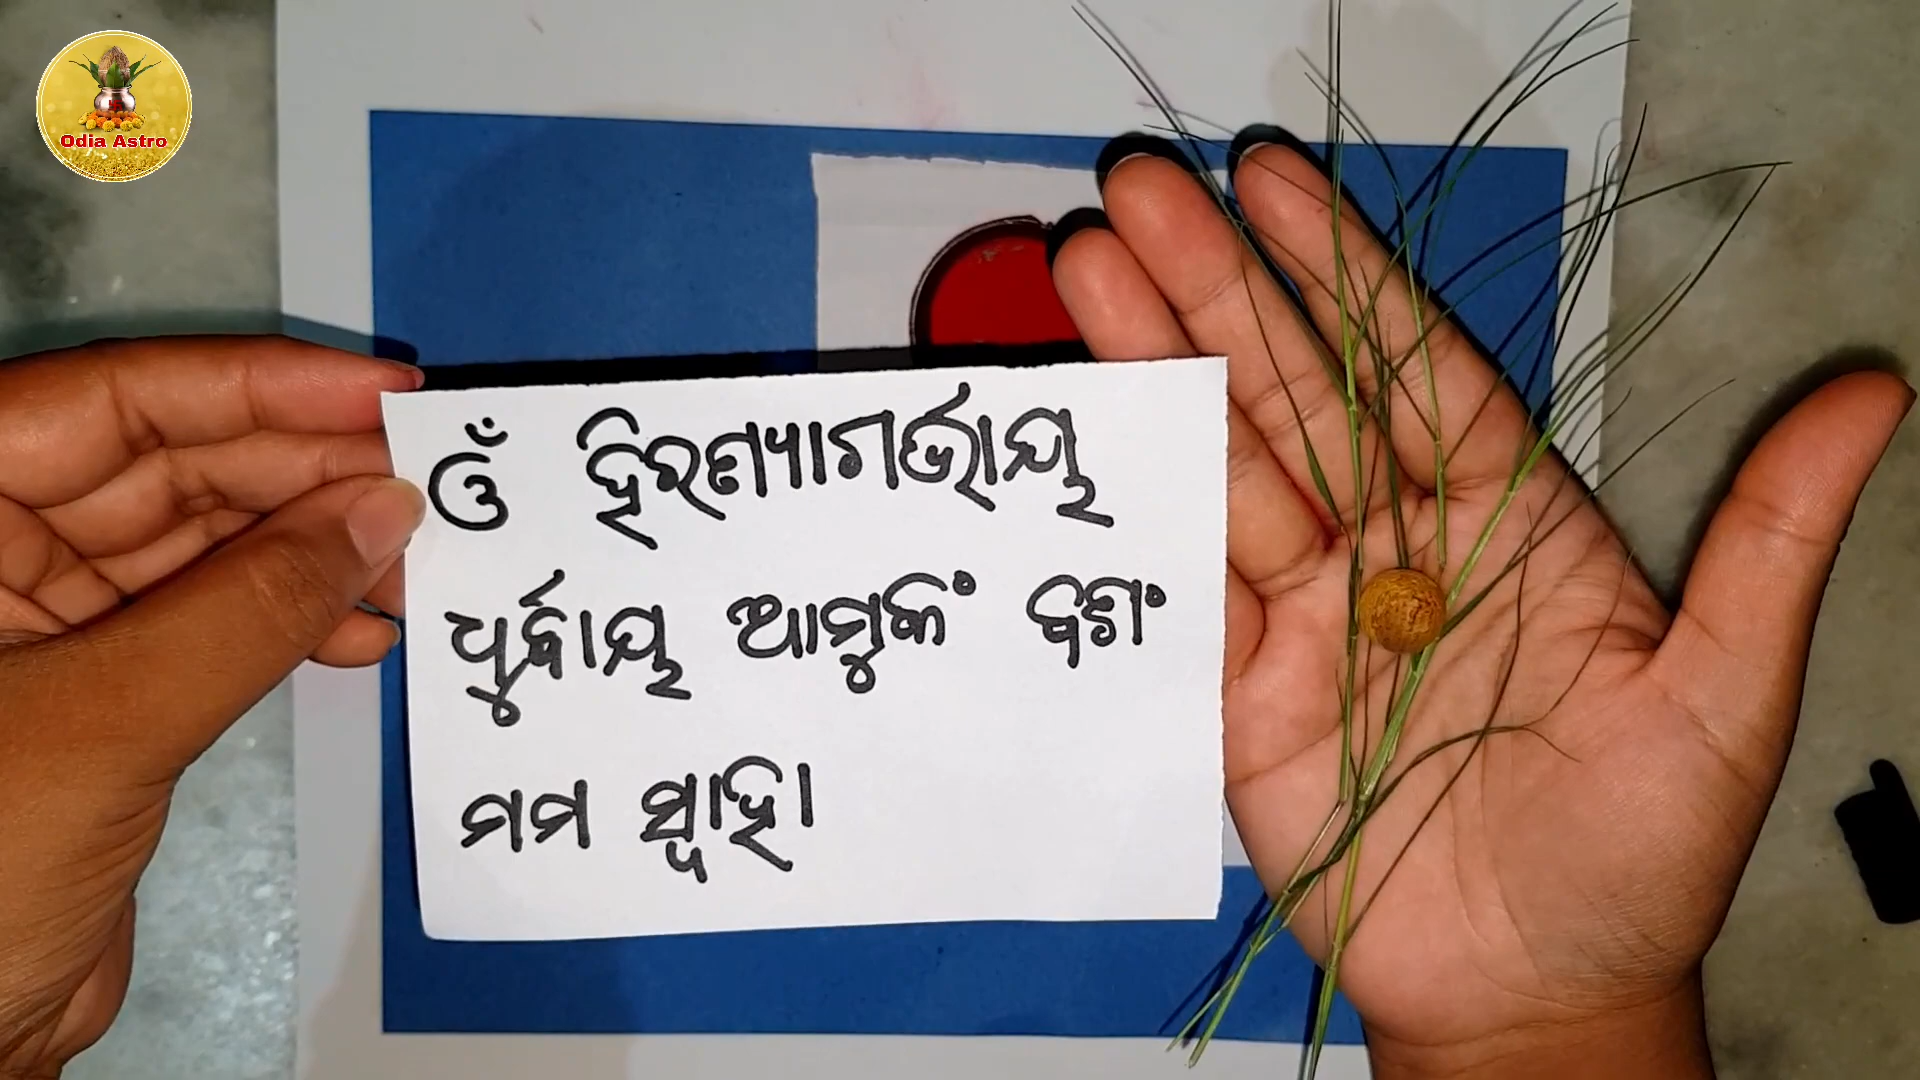 Odia Astro
ଓଁ ହିରଣ୍ୟାଗର୍ଭାୟ
ଧୂର୍ବାୟ ଆମୁକଂ ବଶଂ
ମମ ସ୍ୱାହା